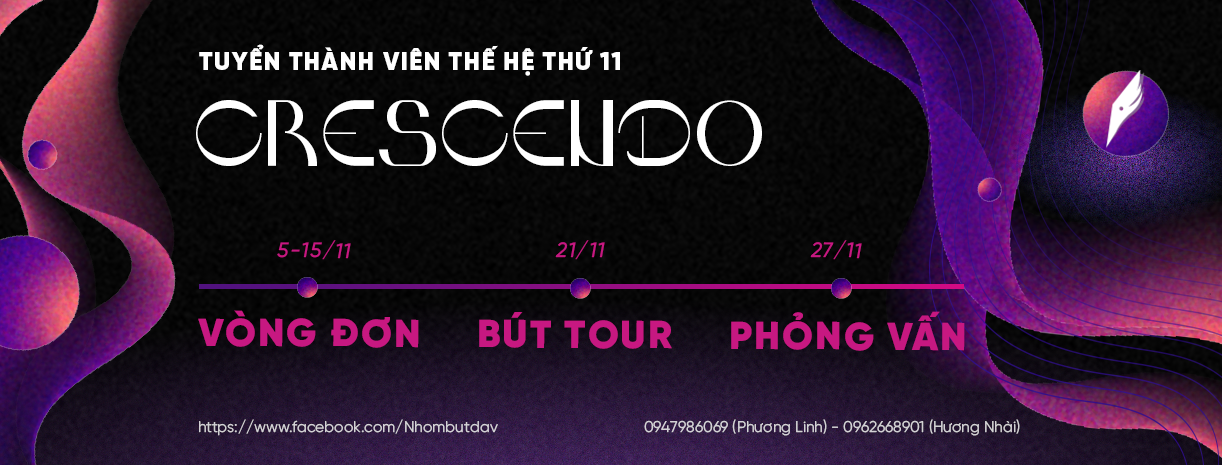 TUYỂN THÀNH VIÊN THẾ HỆ THỨ 11
CRESCENDO
5-15/11 21/11 27/11
VÒNG ĐƠN BÚT TOUR PHỎNG VẤN
https://www.facebook.com/Nhombutdav 0947986069 (Phương Linh) - 0962668901 (Hương Nhài)